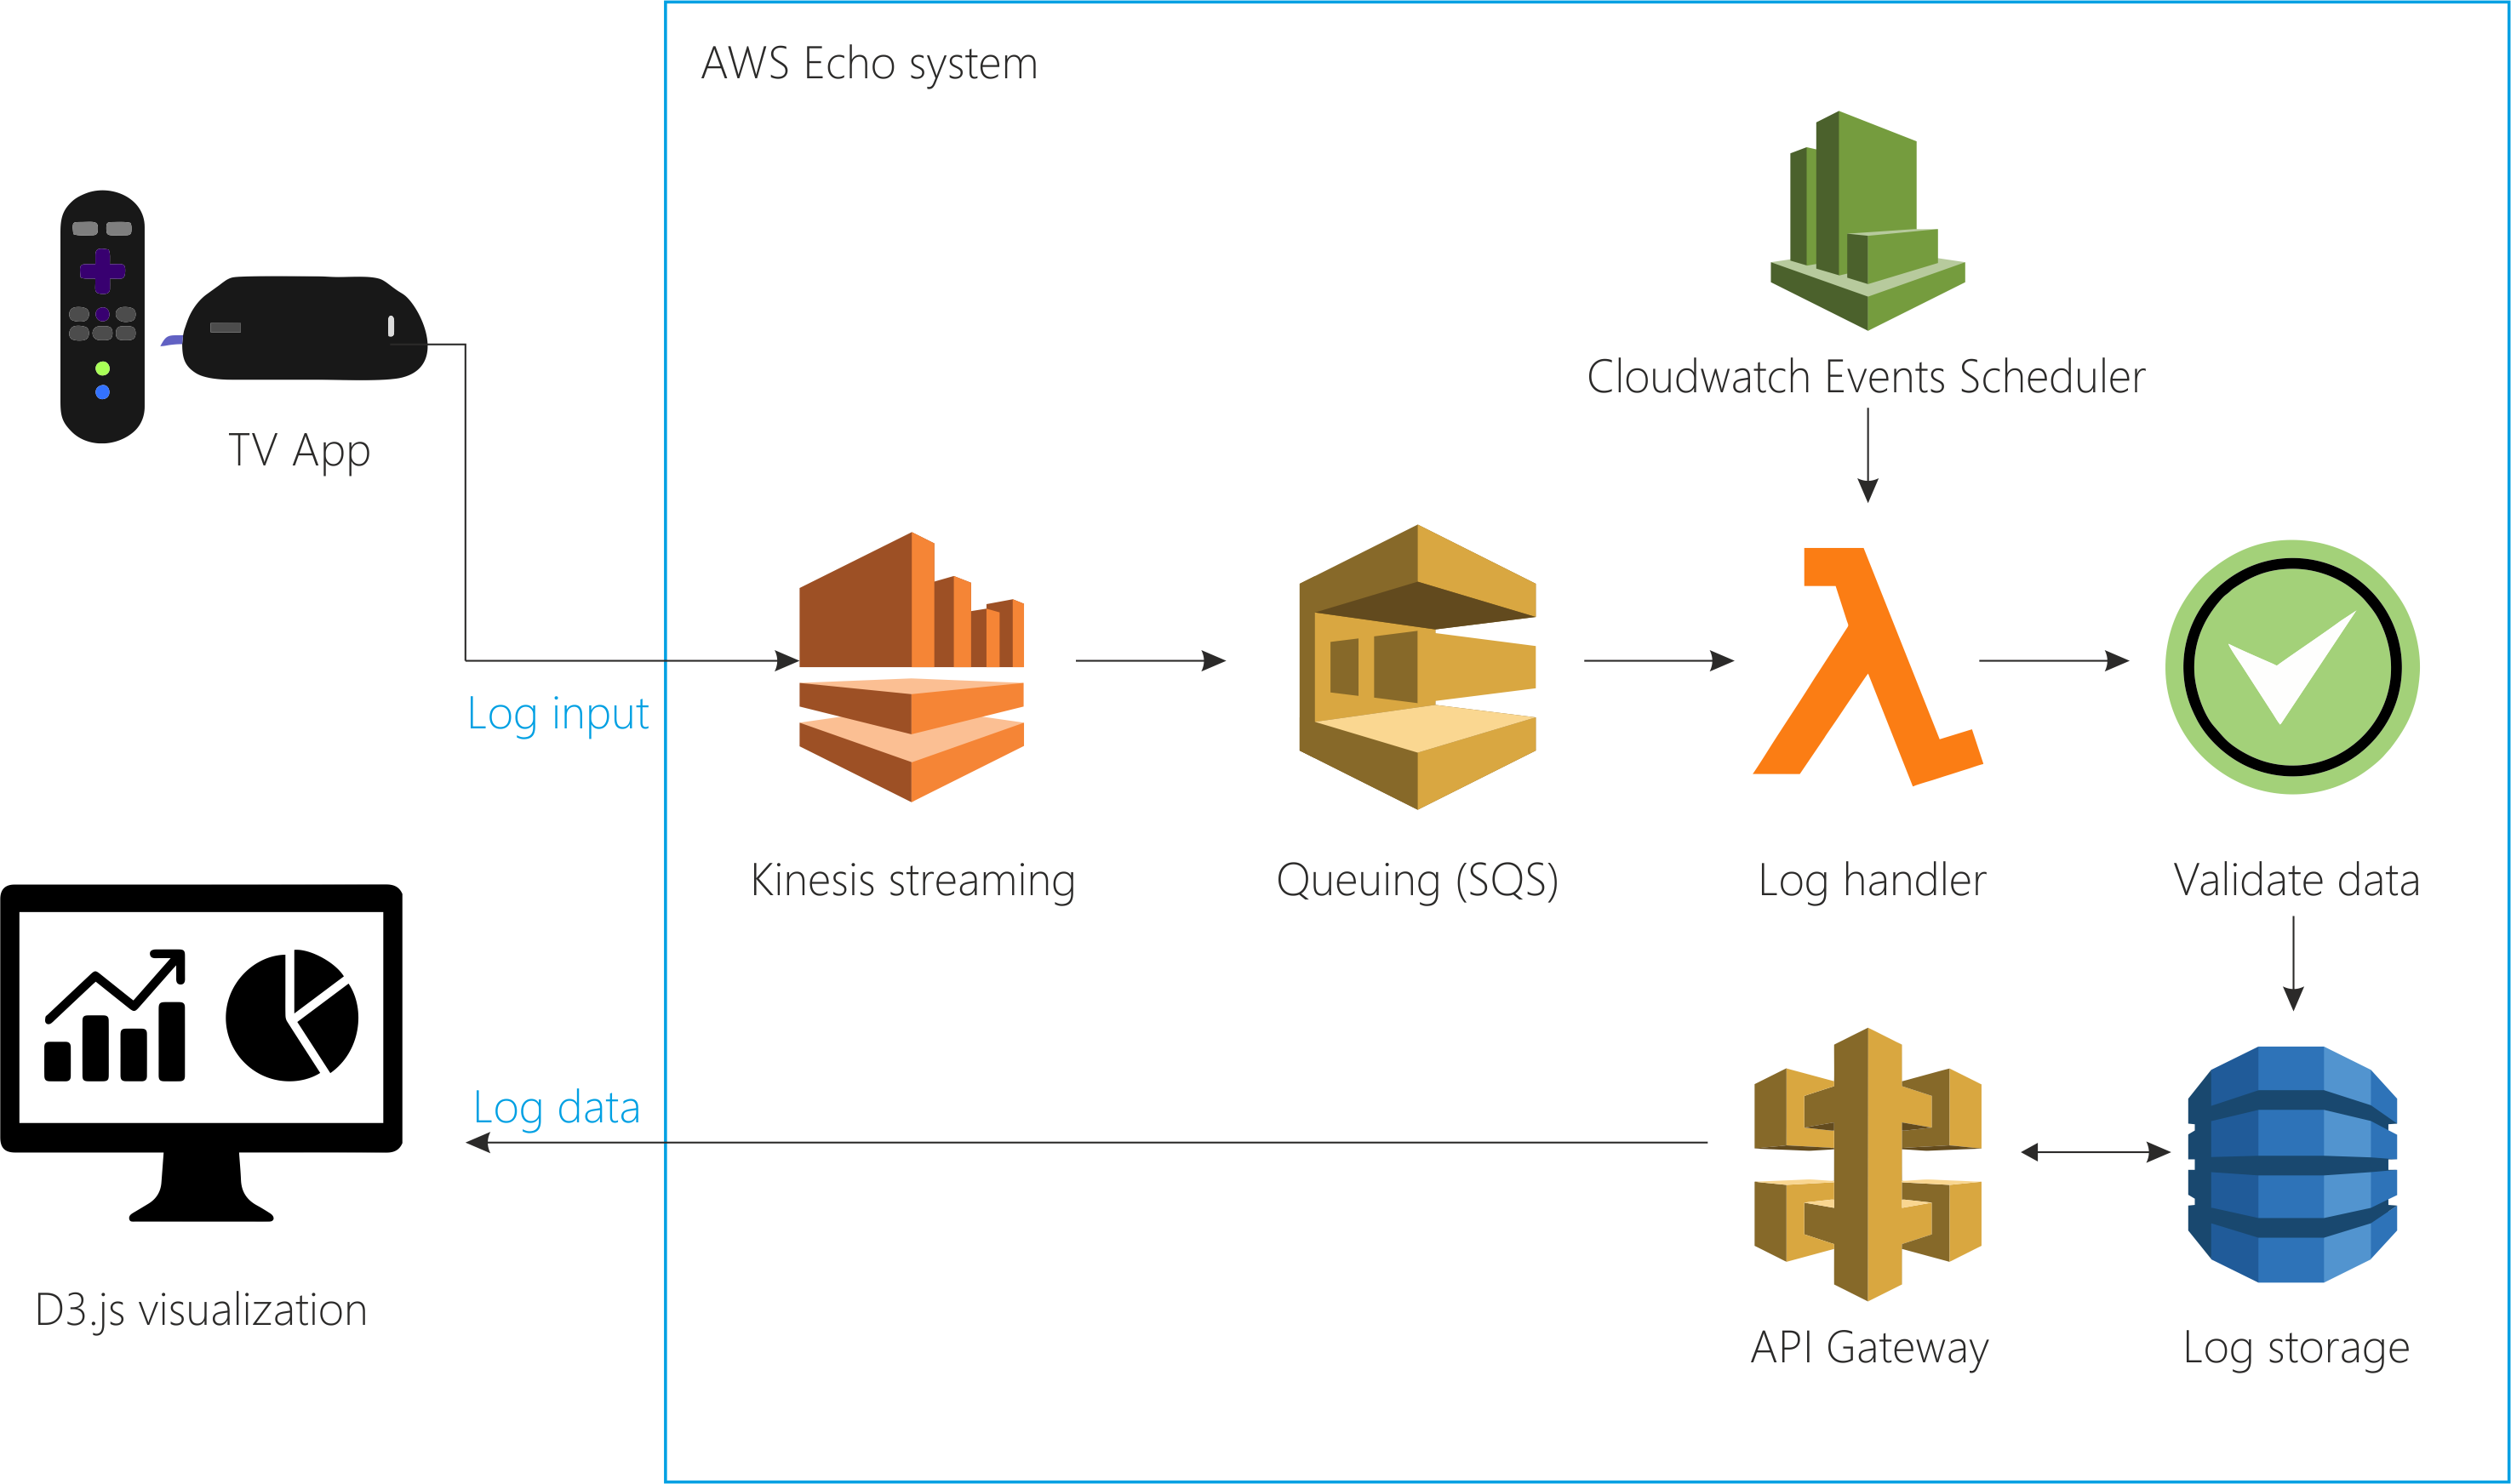 AWS Echo system
Cloudwatch Events Scheduler
TV App
Log input
Kinesis streaming
Queuing (SQS)
Log handler
Validate data
Log data
D3.js visualization
API Gateway
Log storage